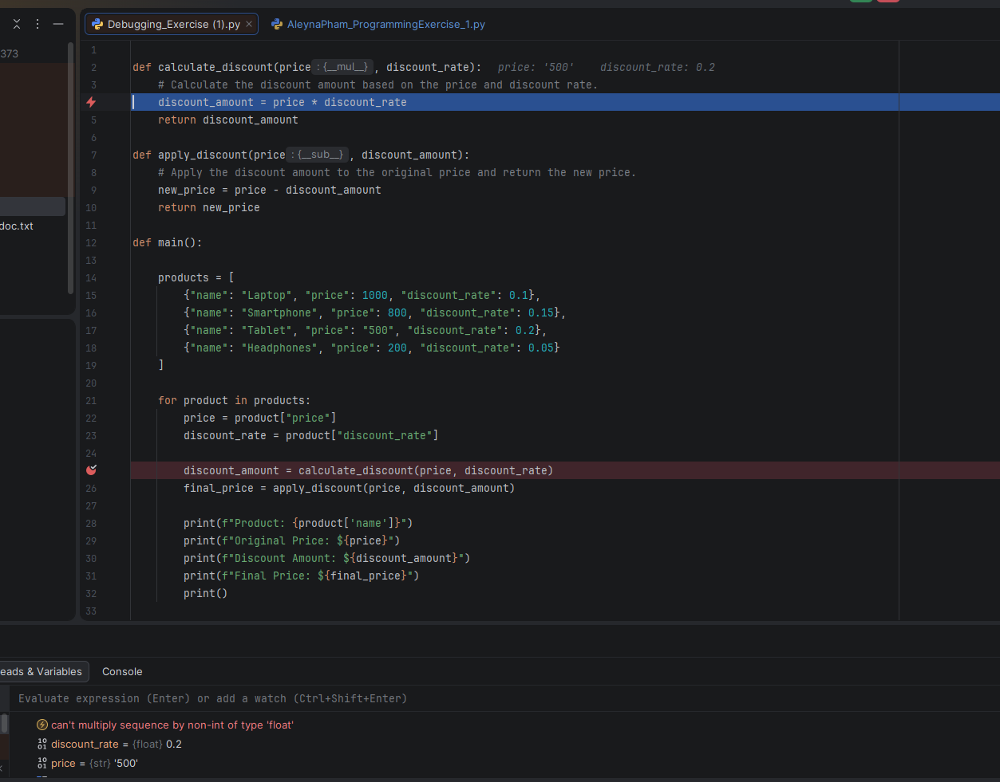 Debugging_Exercise (1).py
AleynaPham_ProgrammingExercise_1.py
373
doc.txt
1
2 def calculate_discount(price : {__mul__} , discount_rate): price: '500' discount_rate: 0.2
3 # Calculate the discount amount based on the price and discount rate.
discount_amount = price * discount_rate
5 return discount_amount
6
7 def apply_discount(price : {__sub__} , discount_amount):
8 # Apply the discount amount to the original price and return the new price.
9 new_price = price - discount_amount
10 return new_price
11
12 def main():
13
14 products = [
15 {"name": "Laptop", "price": 1000, "discount_rate": 0.1},
16 {"name": "Smartphone", "price": 800, "discount_rate": 0.15},
17 {"name": "Tablet", "price": "500", "discount_rate": 0.2},
18 {"name": "Headphones", "price": 200, "discount_rate": 0.05}
19 ]
20
21 for product in products:
22 price = product["price"]
23 discount_rate = product["discount_rate"]
24
discount_amount = calculate_discount(price, discount_rate)
26 final_price = apply_discount(price, discount_amount)
27
28 print(f"Product: {product['name']}")
29 print(f"Original Price: ${price}")
30 print(f"Discount Amount: ${discount_amount}")
31 print(f"Final Price: ${final_price}")
32 print()
33
eads & Variables
Console
Evaluate expression (Enter) or add a watch (Ctrl+Shift+Enter)
can't multiply sequence by non-int of type 'float'
discount_rate = {float} 0.2
price = {str} '500'